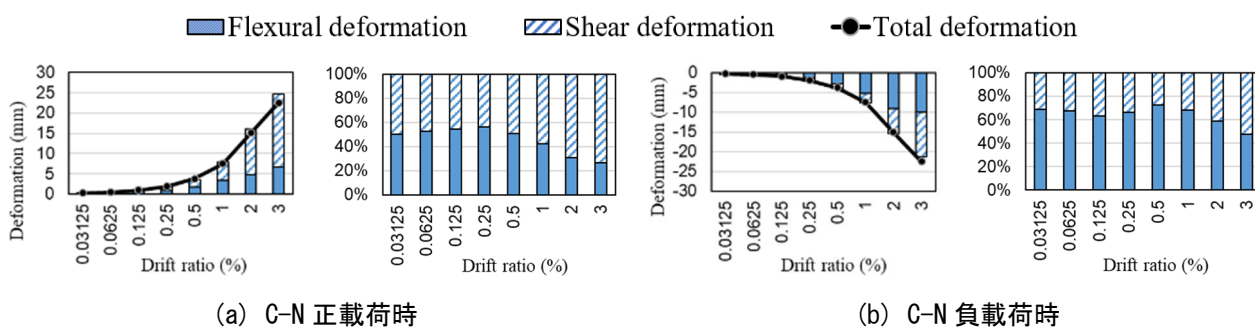 Flexural deformation Shear deformation Total deformation
Deformation (mm)
30
25
20
15
10
5
0
0.03125 0.0625 0.125 0.25 0.5 1 2 3
Drift ratio (%)
100%
80%
60%
40%
20%
0%
0.03125 0.0625 0.125 0.25 0.5 1 2 3
(a) C-N 正載荷時
Deformation (mm)
0
-5
-10
-15
-20
-25
-30
0.03125 0.0625 0.125 0.25 0.5 1 2 3
Drift ratio (%)
100%
80%
60%
40%
20%
0%
0.03125 0.0625 0.125 0.25 0.5 1 2 3
Drift ratio (%)
Drift ratio (%)
(b) C-N 負載荷時